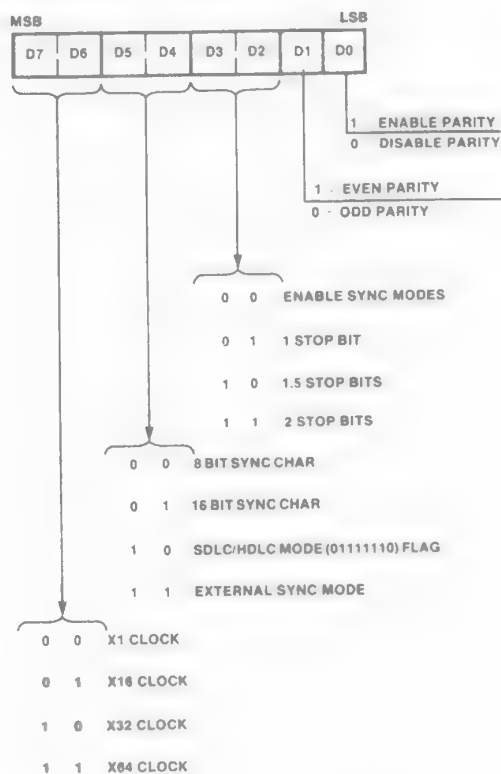 MSB LSB
D7 D6 D5 D4 D3 D2 D1 D0
1 ENABLE PARITY
0 DISABLE PARITY
1 - EVEN PARITY
0 - ODD PARITY
0 0 ENABLE SYNC MODES
0 1 1 STOP BIT
1 0 1.5 STOP BITS
1 1 2 STOP BITS
0 0 8 BIT SYNC CHAR
0 1 16 BIT SYNC CHAR
1 0 SDLC/HDLC MODE (01111110) FLAG
1 1 EXTERNAL SYNC MODE
0 0 X1 CLOCK
0 1 X16 CLOCK
1 0 X32 CLOCK
1 1 X64 CLOCK